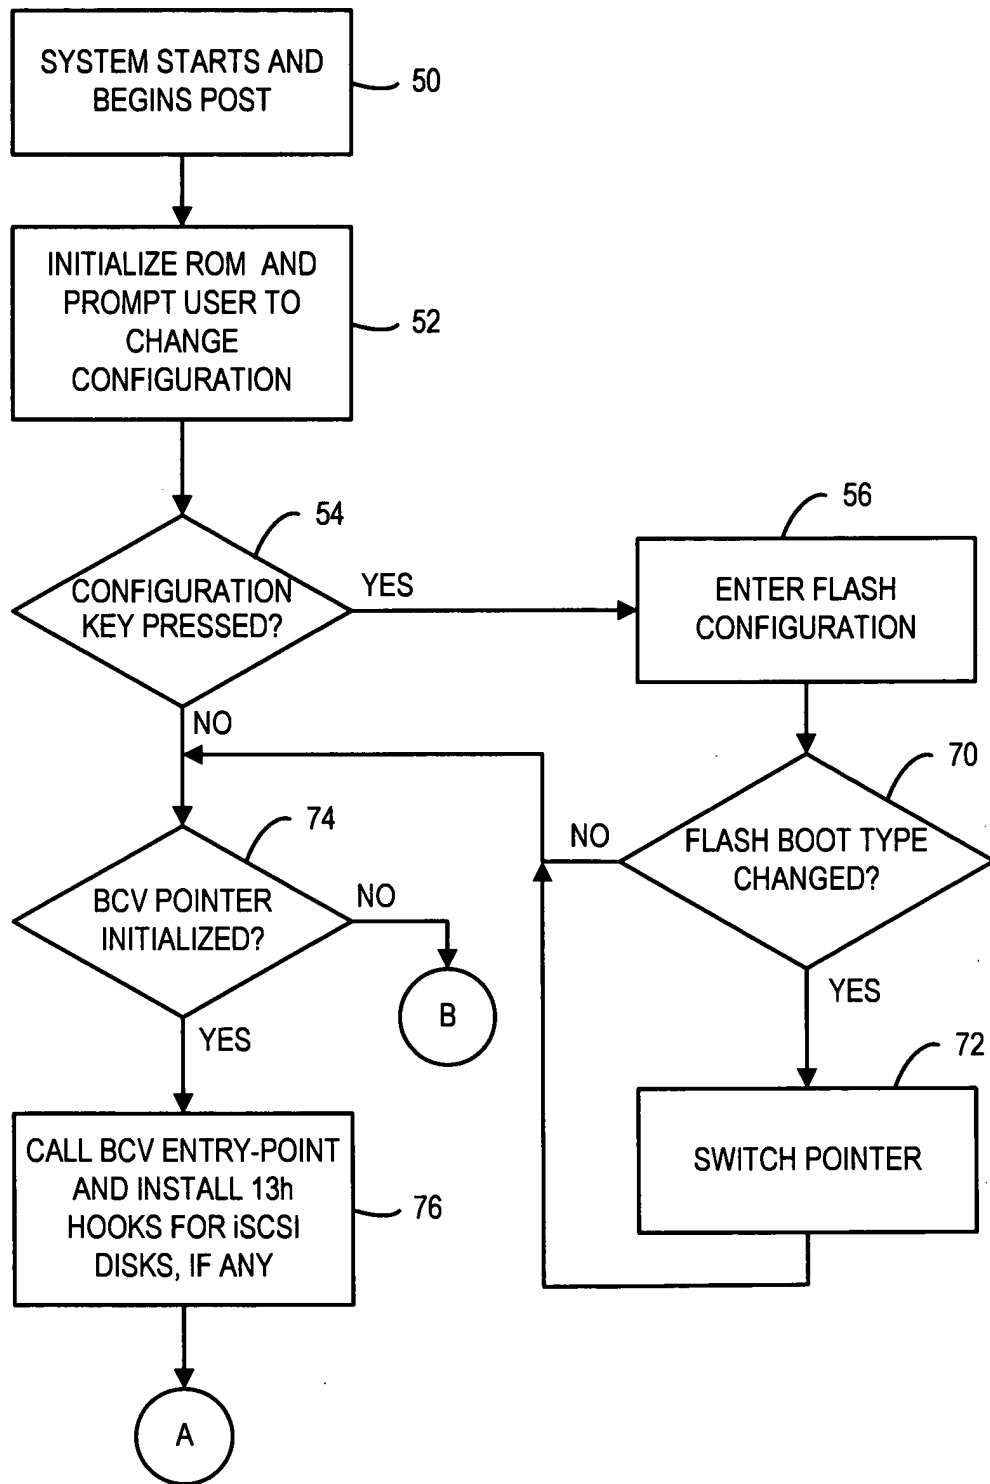 SYSTEM STARTS AND
BEGINS POST
50
INITIALIZE ROM AND
PROMPT USER TO
CHANGE
CONFIGURATION
52
54
CONFIGURATION
KEY PRESSED?
YES
NO
56
ENTER FLASH
CONFIGURATION
70
FLASH BOOT TYPE
CHANGED?
NO
YES
72
SWITCH POINTER
74
BCV POINTER
INITIALIZED?
NO
B
YES
CALL BCV ENTRY-POINT
AND INSTALL 13h
HOOKS FOR iSCSI
DISKS, IF ANY
76
A